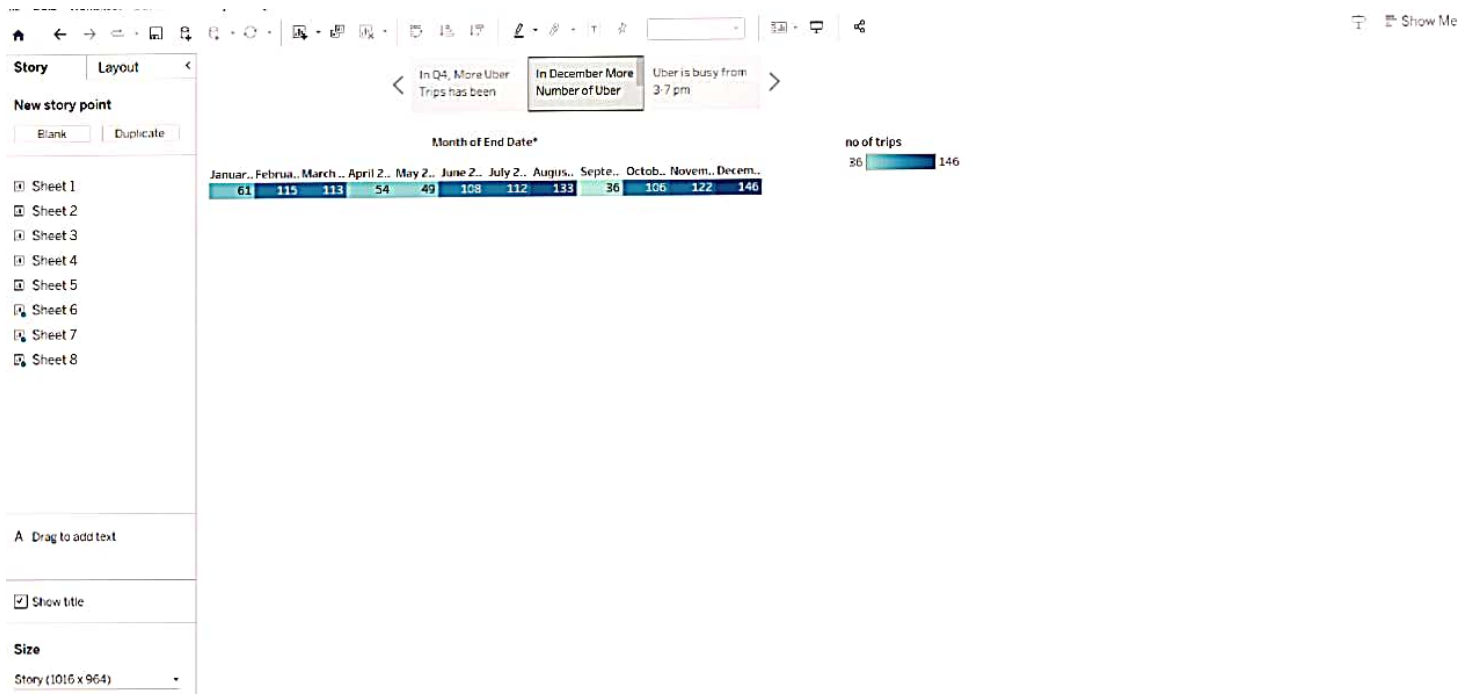 Show Me
Story Layout
New story point
Blank Duplicate
Sheet 1
Sheet 2
Sheet 3
Sheet 4
Sheet 5
Sheet 6
Sheet 7
Sheet 8
A Drag to add text
Show title
Size
Story (1016 x 964)
In Q4, More Uber
Trips has been
In December More
Number of Uber
Uber is busy from
3-7 pm
Month of End Date*
Januar.. Februa.. March .. April 2.. May 2.. June 2.. July 2.. Augus.. Septe.. Octob.. Novem.. Decem..
61 115 113 54 49 108 112 133 36 106 122 146
no of trips
36 146